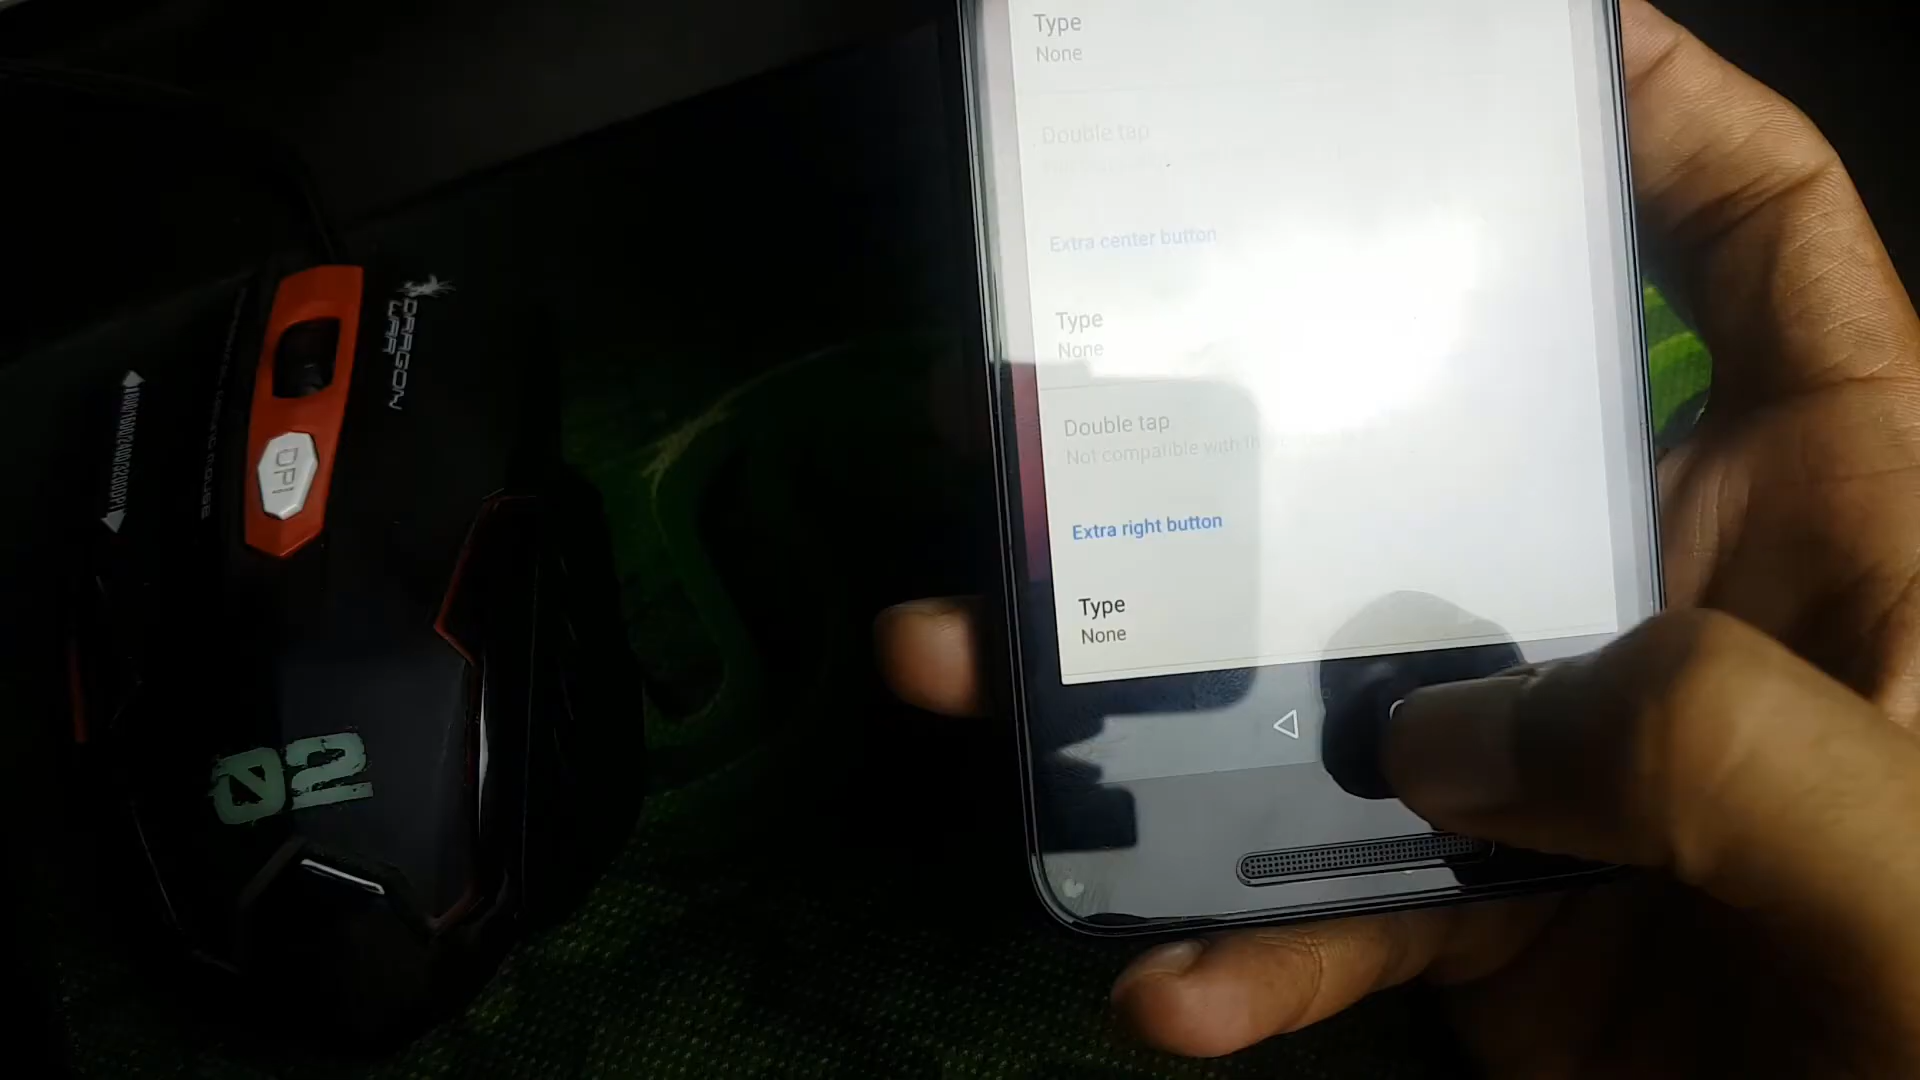 Type
None
Double tap
Extra center button
Type
None
Double tap
Not compatible with
Extra right button
Type
None
DRAGON
WAR
DPI
02